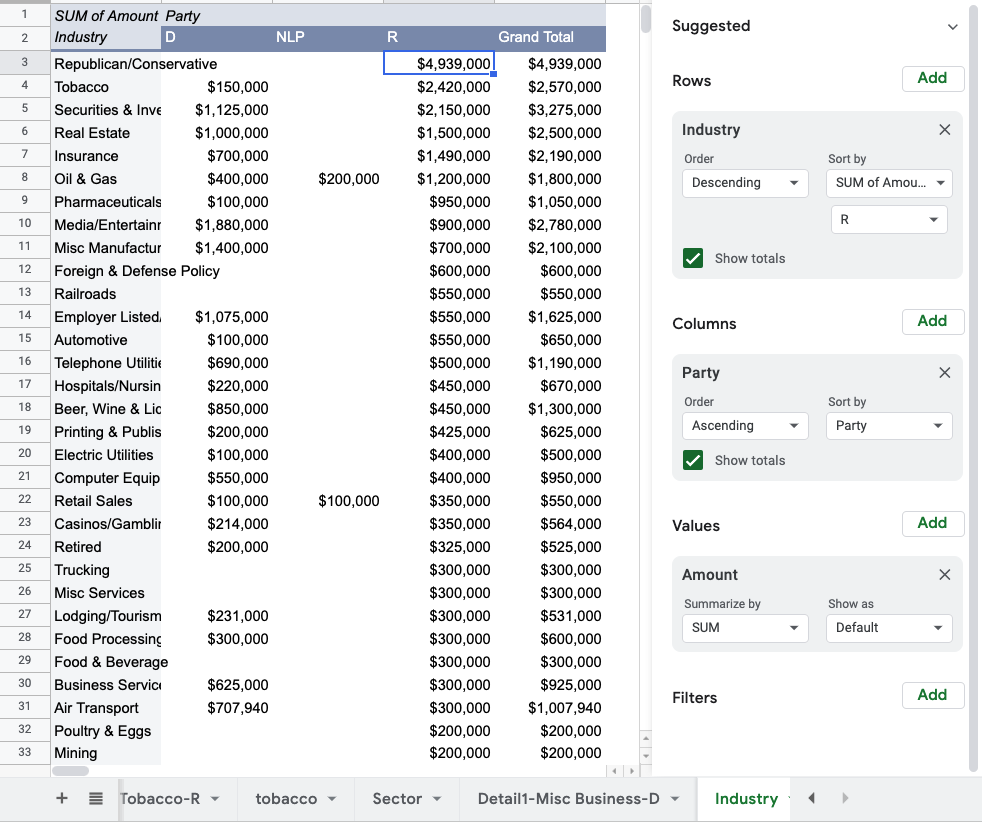 1 SUM of Amount Party
2 Industry D NLP R Grand Total
3 Republican/Conservative $4,939,000 $4,939,000
4 Tobacco $150,000 $2,420,000 $2,570,000
5 Securities & Inve $1,125,000 $2,150,000 $3,275,000
6 Real Estate $1,000,000 $1,500,000 $2,500,000
7 Insurance $700,000 $1,490,000 $2,190,000
8 Oil & Gas $400,000 $200,000 $1,200,000 $1,800,000
9 Pharmaceuticals $100,000 $950,000 $1,050,000
10 Media/Entertainm $1,880,000 $900,000 $2,780,000
11 Misc Manufactur $1,400,000 $700,000 $2,100,000
12 Foreign & Defense Policy $600,000 $600,000
13 Railroads $550,000 $550,000
14 Employer Listed/ $1,075,000 $550,000 $1,625,000
15 Automotive $100,000 $550,000 $650,000
16 Telephone Utilitie $690,000 $500,000 $1,190,000
17 Hospitals/Nursin $220,000 $450,000 $670,000
18 Beer, Wine & Liq $850,000 $450,000 $1,300,000
19 Printing & Publis $200,000 $425,000 $625,000
20 Electric Utilities $100,000 $400,000 $500,000
21 Computer Equip $550,000 $400,000 $950,000
22 Retail Sales $100,000 $100,000 $350,000 $550,000
23 Casinos/Gamblin $214,000 $350,000 $564,000
24 Retired $200,000 $325,000 $525,000
25 Trucking $300,000 $300,000
26 Misc Services $300,000 $300,000
27 Lodging/Tourism $231,000 $300,000 $531,000
28 Food Processing $300,000 $300,000 $600,000
29 Food & Beverage $300,000 $300,000
30 Business Service $625,000 $300,000 $925,000
31 Air Transport $707,940 $300,000 $1,007,940
32 Poultry & Eggs $200,000 $200,000
33 Mining $200,000 $200,000
Suggested
Rows Add
Industry
Order Sort by
Descending SUM of Amou...
R
Show totals
Columns Add
Party
Order Sort by
Ascending Party
Show totals
Values Add
Amount
Summarize by Show as
SUM Default
Filters Add
+ Tobacco-R tobacco Sector Detail1-Misc Business-D Industry